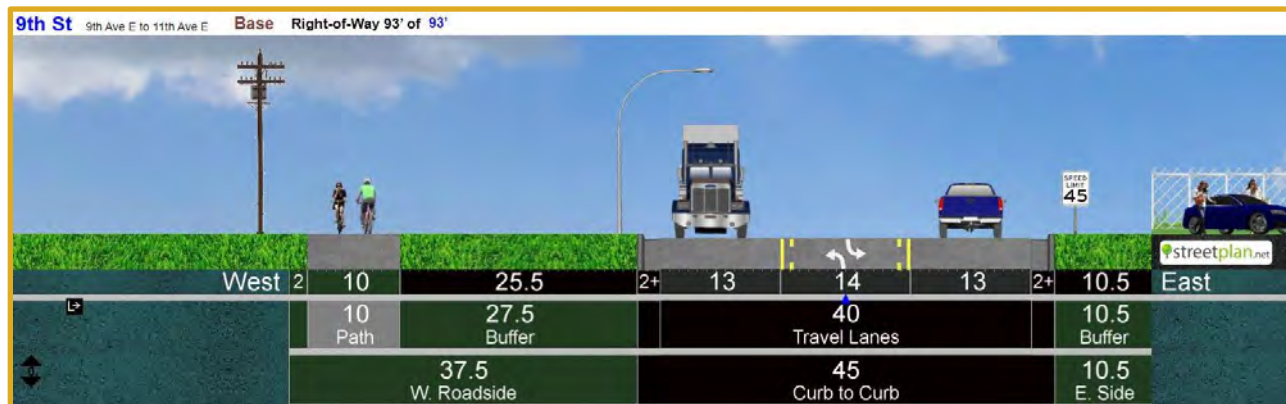 9th St 9th Ave E to 11th Ave E Base Right-of-Way 93' of 93'
SPEED
LIMIT
45
streetplan.net
West 2 10 25.5 2+ 13 14 13 2+ 10.5 East
L
10 27.5 40 10.5
Path Buffer Travel Lanes Buffer
0
37.5 45 10.5
W. Roadside Curb to Curb E. Side